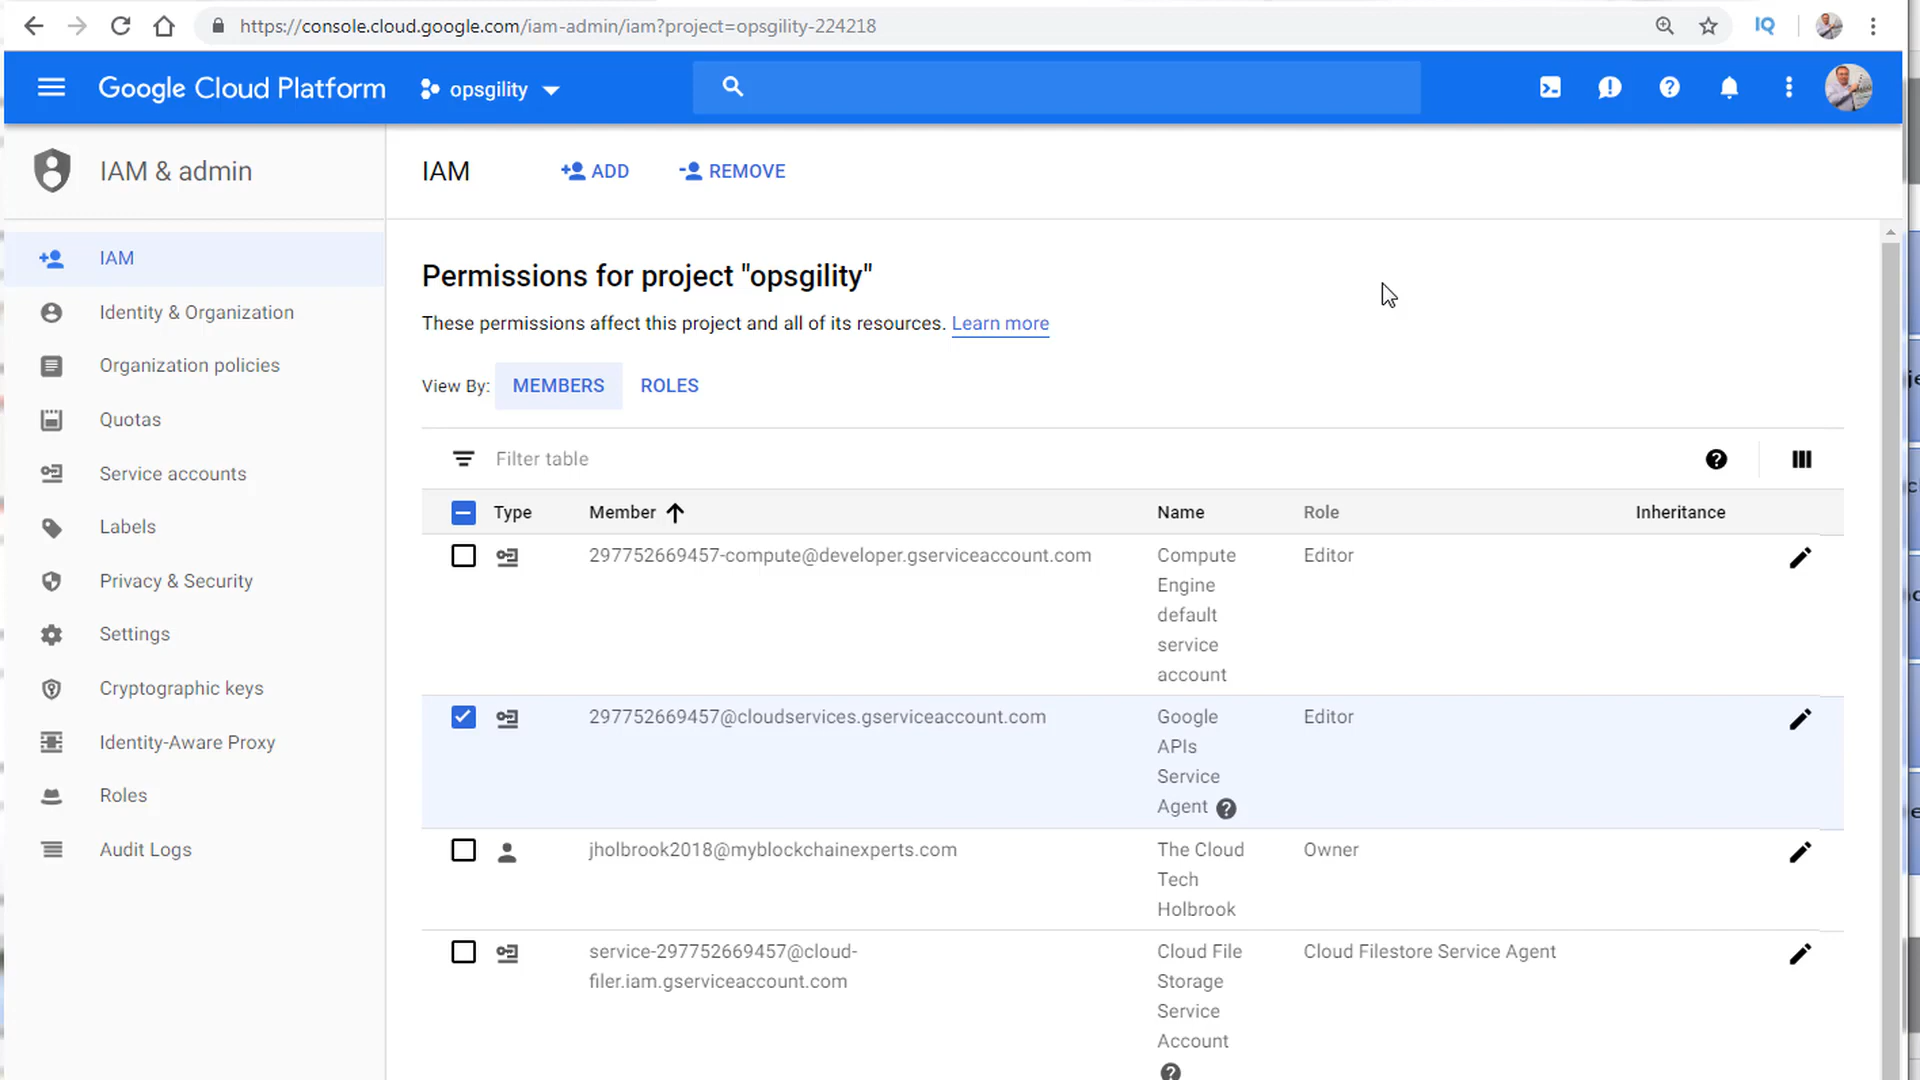 https://console.cloud.google.com/iam-admin/iam?project=opsgility-224218
IQ
Google Cloud Platform
opsgility
IAM & admin
IAM
ADD
REMOVE
IAM
Identity & Organization
Organization policies
Quotas
Service accounts
Labels
Privacy & Security
Settings
Cryptographic keys
Identity-Aware Proxy
Roles
Audit Logs
Permissions for project "opsgility"
These permissions affect this project and all of its resources. Learn more
View By: MEMBERS ROLES
Filter table
Type Member Name Role Inheritance
297752669457-compute@developer.gserviceaccount.com Compute Editor
Engine
default
service
account
297752669457@cloudservices.gserviceaccount.com Google Editor
APIs
Service
Agent
jholbrook2018@myblockchainexperts.com The Cloud Owner
Tech
Holbrook
service-297752669457@cloud- Cloud File Cloud Filestore Service Agent
filer.iam.gserviceaccount.com Storage
Service
Account